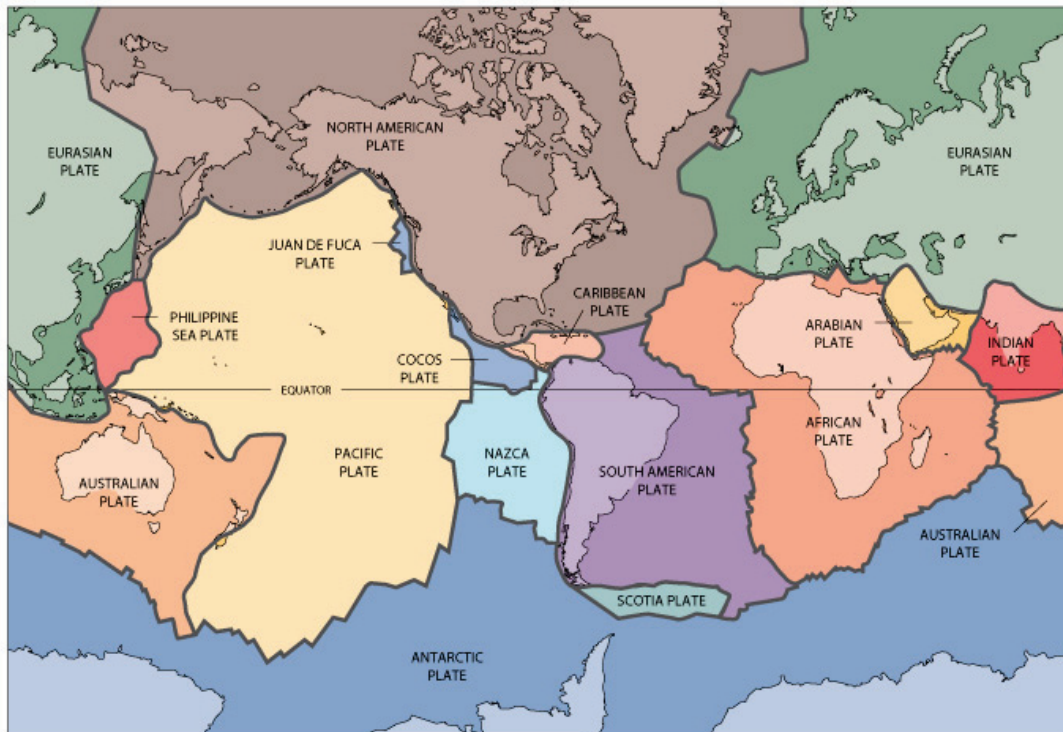 NORTH AMERICAN
PLATE
EURASIAN
PLATE
EURASIAN
PLATE
JUAN DE FUCA
PLATE
CARIBBEAN
PLATE
PHILIPPINE
SEA PLATE
ARABIAN
PLATE
INDIAN
PLATE
COCOS
PLATE
EQUATOR
AFRICAN
PLATE
PACIFIC
PLATE
NAZCA
PLATE
SOUTH AMERICAN
PLATE
AUSTRALIAN
PLATE
AUSTRALIAN
PLATE
SCOTIA PLATE
ANTARCTIC
PLATE